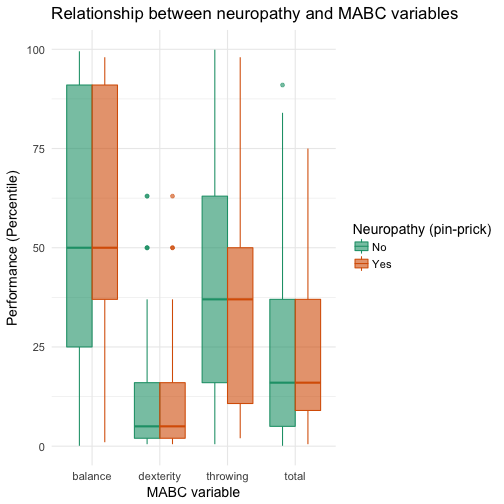 Relationship between neuropathy and MABC variables
Performance (Percentile)
100
75
50
25
0
balance dexterity throwing total
MABC variable
Neuropathy (pin-prick)
No
Yes